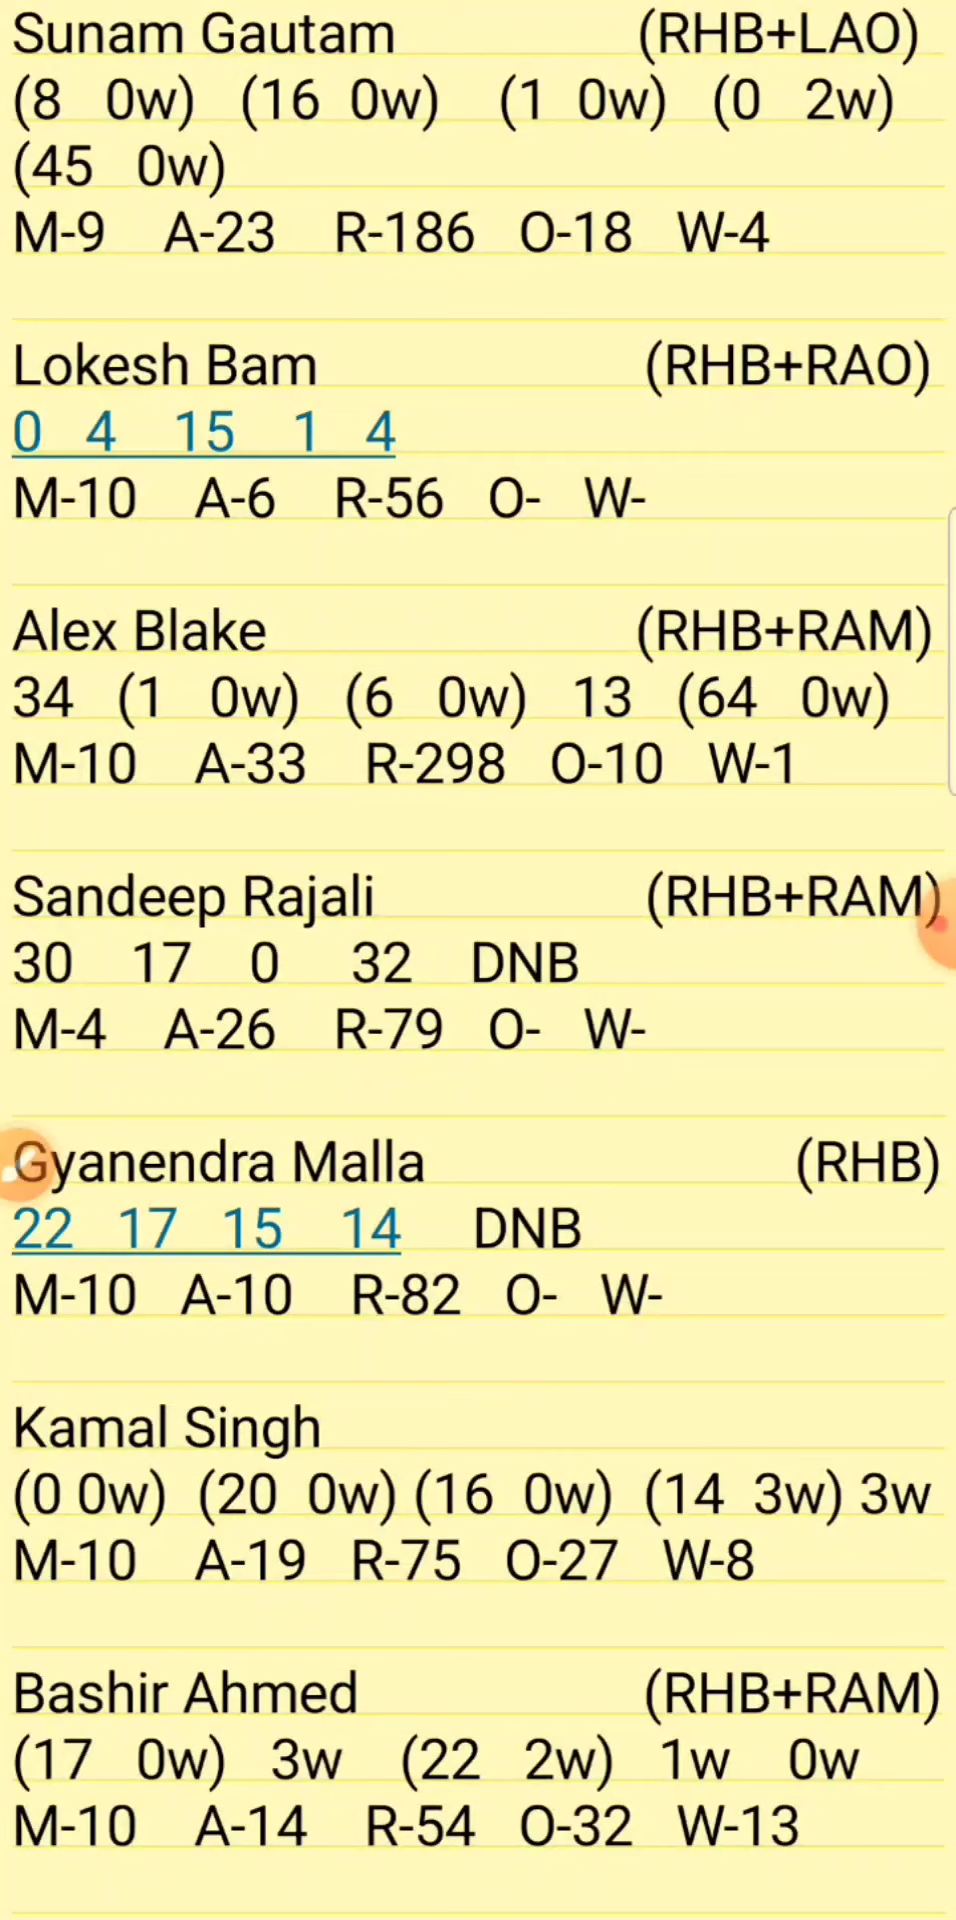 Sunam Gautam (RHB+LAO)
(8 0w) (16 0w) (1 0w) (0 2w)
(45 0w)
M-9 A-23 R-186 O-18 W-4
Lokesh Bam (RHB+RAO)
0 4 15 1 4
M-10 A-6 R-56 O- W-
Alex Blake (RHB+RAM)
34 (1 0w) (6 0w) 13 (64 0w)
M-10 A-33 R-298 O-10 W-1
Sandeep Rajali (RHB+RAM)
30 17 0 32 DNB
M-4 A-26 R-79 O- W-
Gyanendra Malla (RHB)
22 17 15 14 DNB
M-10 A-10 R-82 O- W-
Kamal Singh
(0 0w) (20 0w) (16 0w) (14 3w) 3w
M-10 A-19 R-75 O-27 W-8
Bashir Ahmed (RHB+RAM)
(17 0w) 3w (22 2w) 1w 0w
M-10 A-14 R-54 O-32 W-13